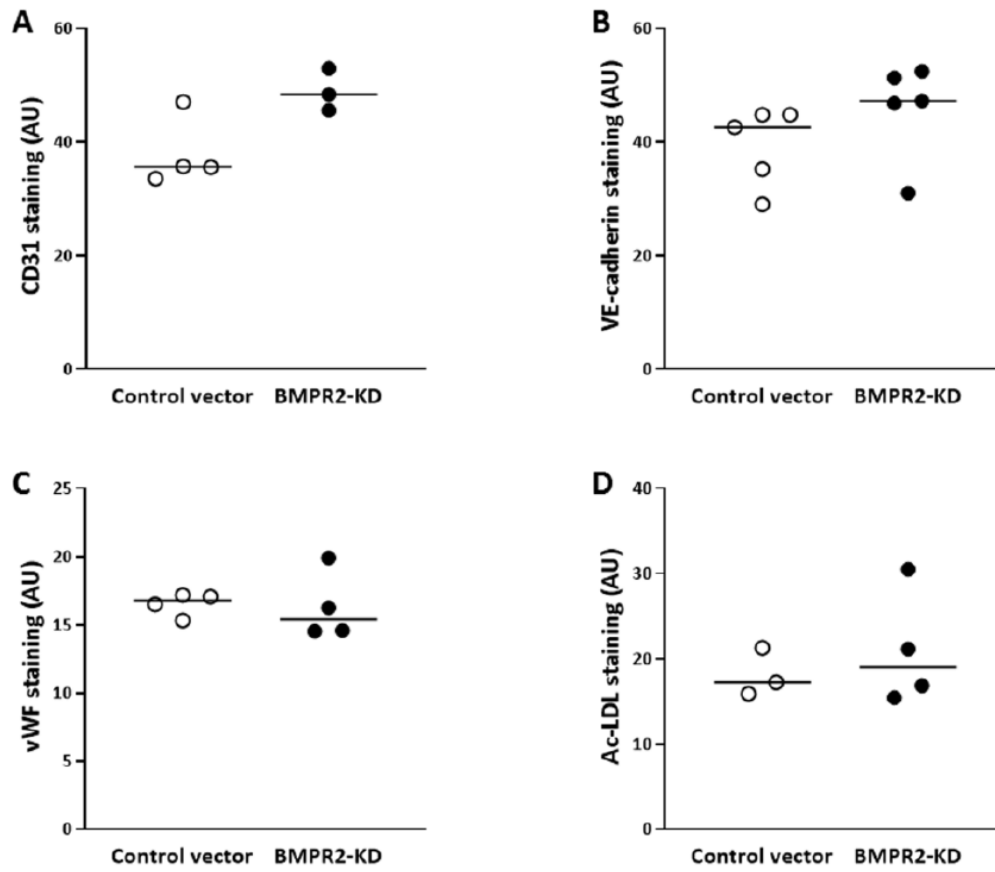 A
CD31 staining (AU)
60
40
20
0
Control vector BMPR2-KD
B
VE-cadherin staining (AU)
60
40
20
0
Control vector BMPR2-KD
C
vWF staining (AU)
25
20
15
10
5
0
Control vector BMPR2-KD
D
Ac-LDL staining (AU)
40
30
20
10
0
Control vector BMPR2-KD